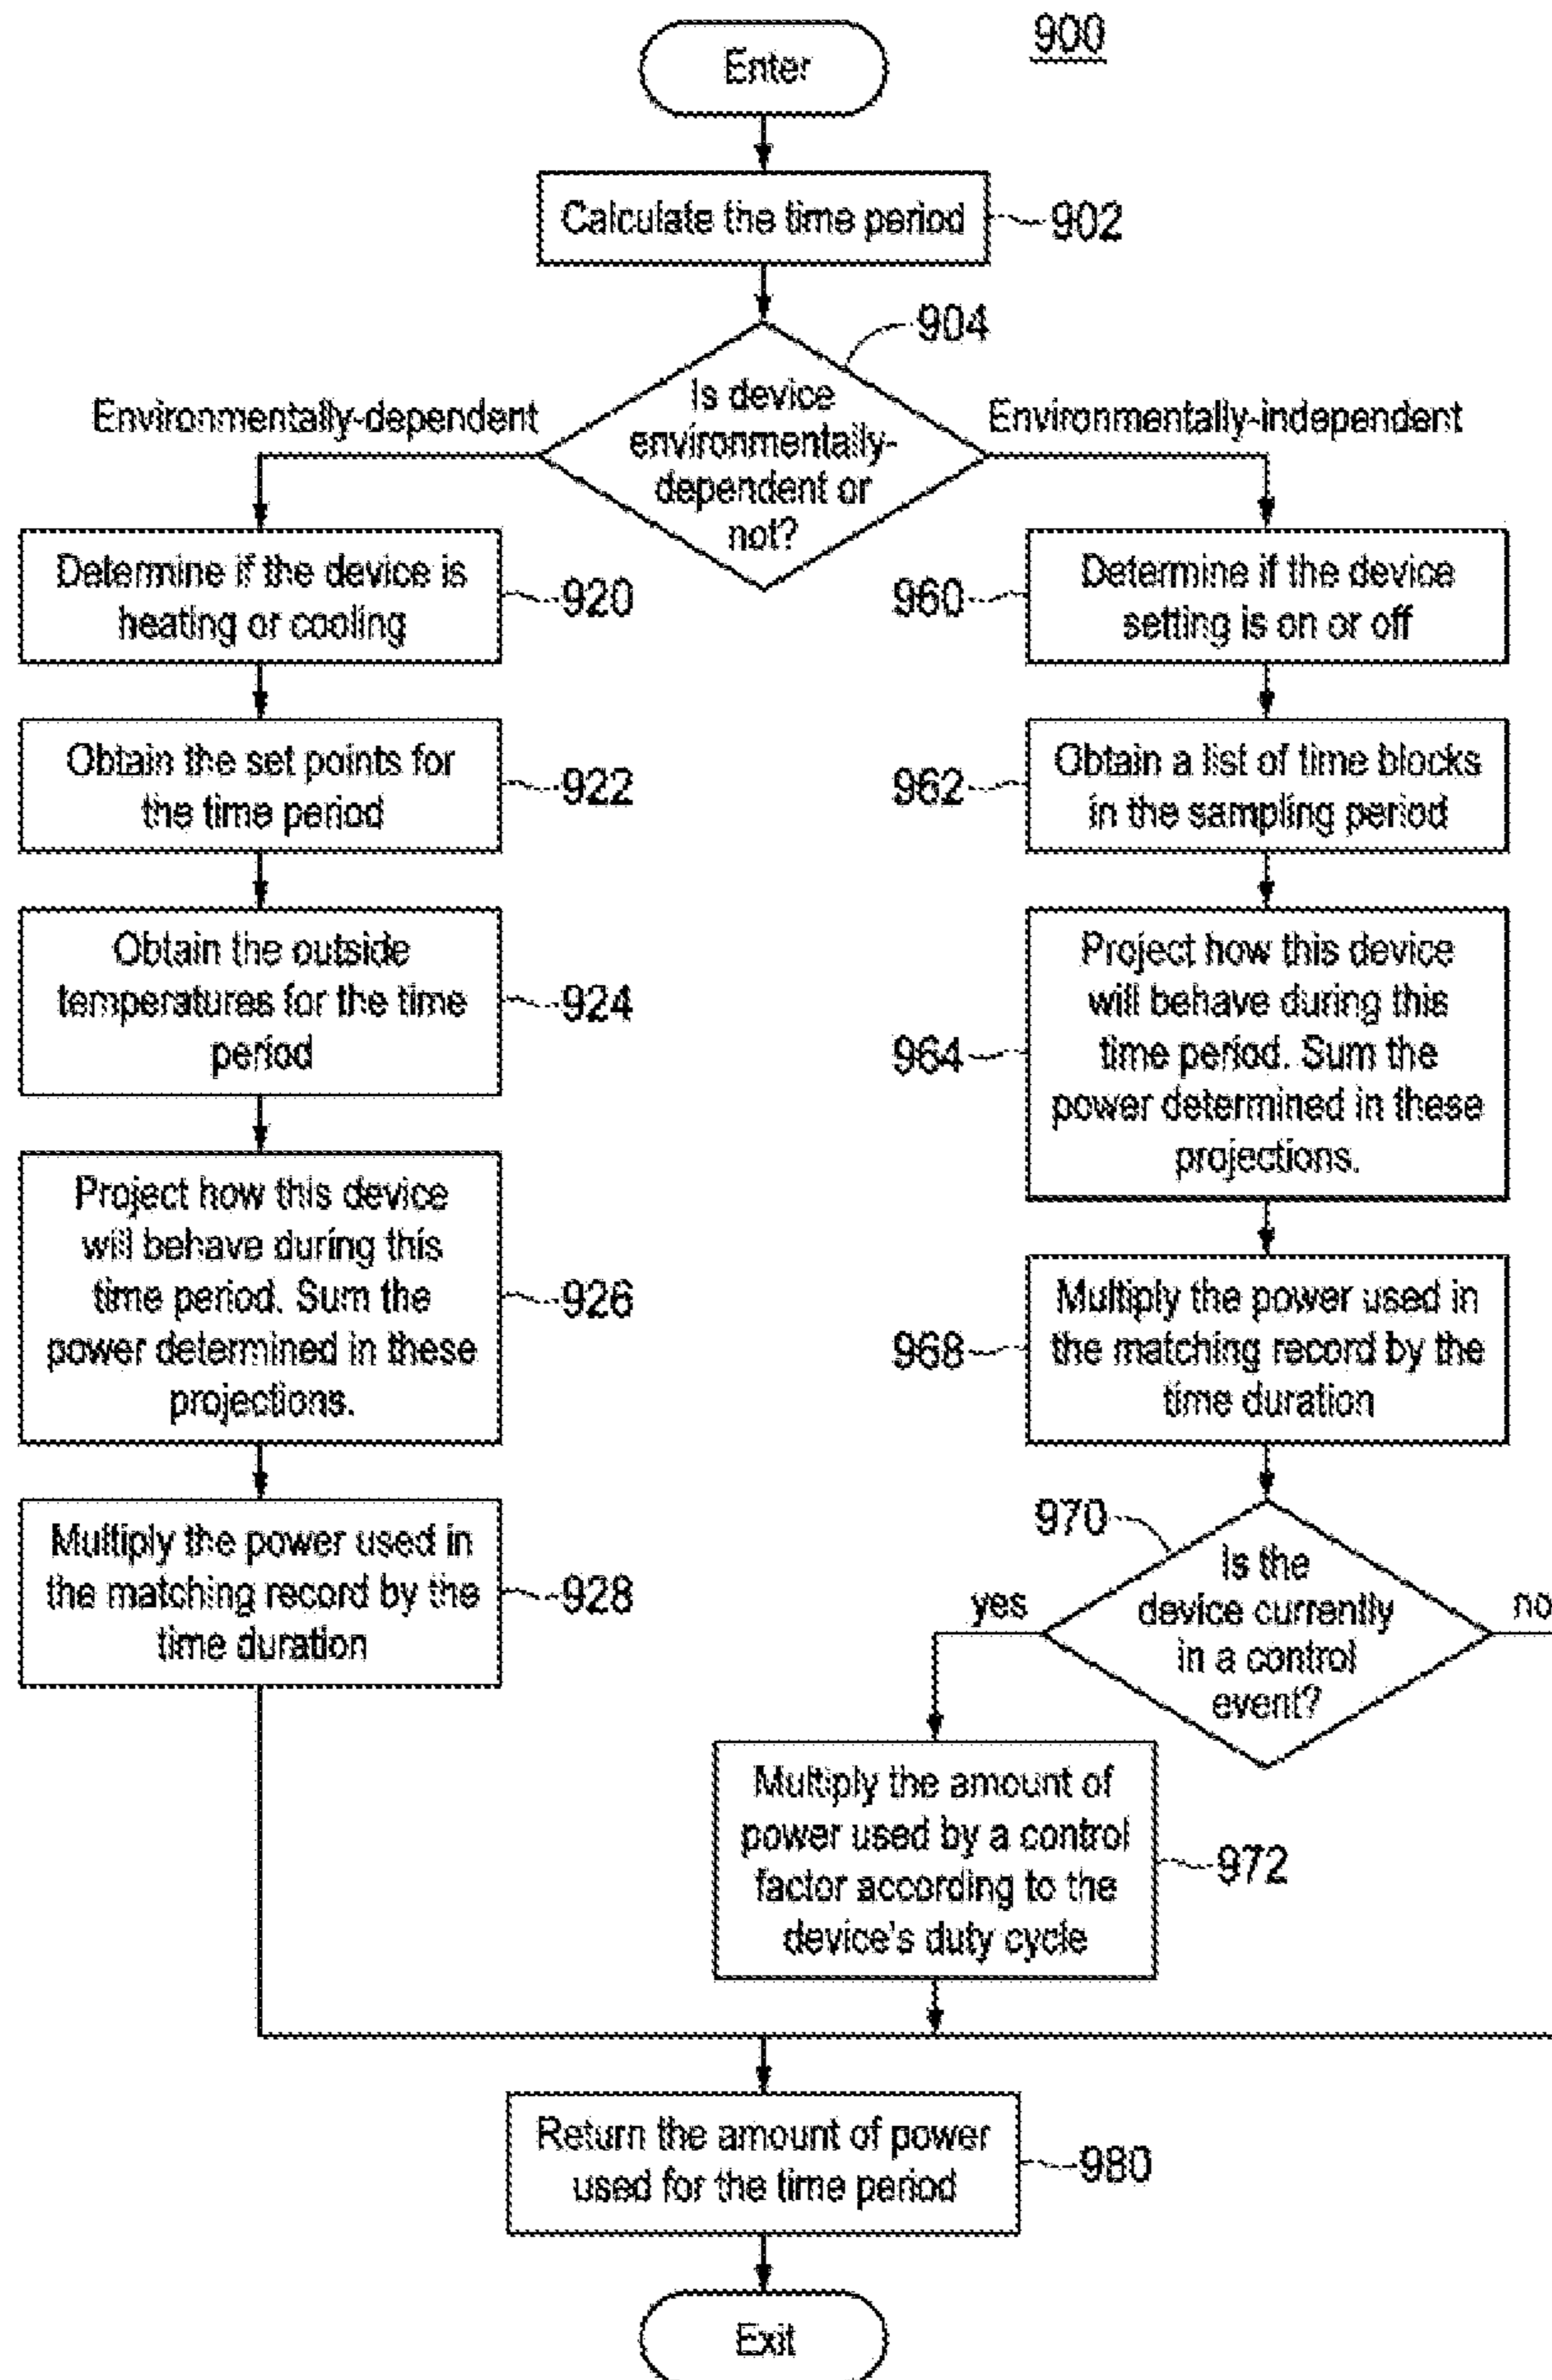 900
Enter
Calculate the time period
902
904
Is device
environmentally-
dependent or
not?
Environmentally-dependent
Environmentally-independent
Determine if the device is
heating or cooling
920
Obtain the set points for
the time period
922
Obtain the outside
temperatures for the time
period
924
Project how this device
will behave during this
time period. Sum the
power determined in these
projections.
926
Multiply the power used in
the matching record by the
time duration
928
960
Determine if the device
setting is on or off
962
Obtain a list of time blocks
in the sampling period
964
Project how this device
will behave during this
time period. Sum the
power determined in these
projections.
968
Multiply the power used in
the matching record by the
time duration
970
Is the
device currently
in a control
event?
yes
no
Multiply the amount of
power used by a control
factor according to the
device's duty cycle
972
Return the amount of power
used for the time period
980
Exit